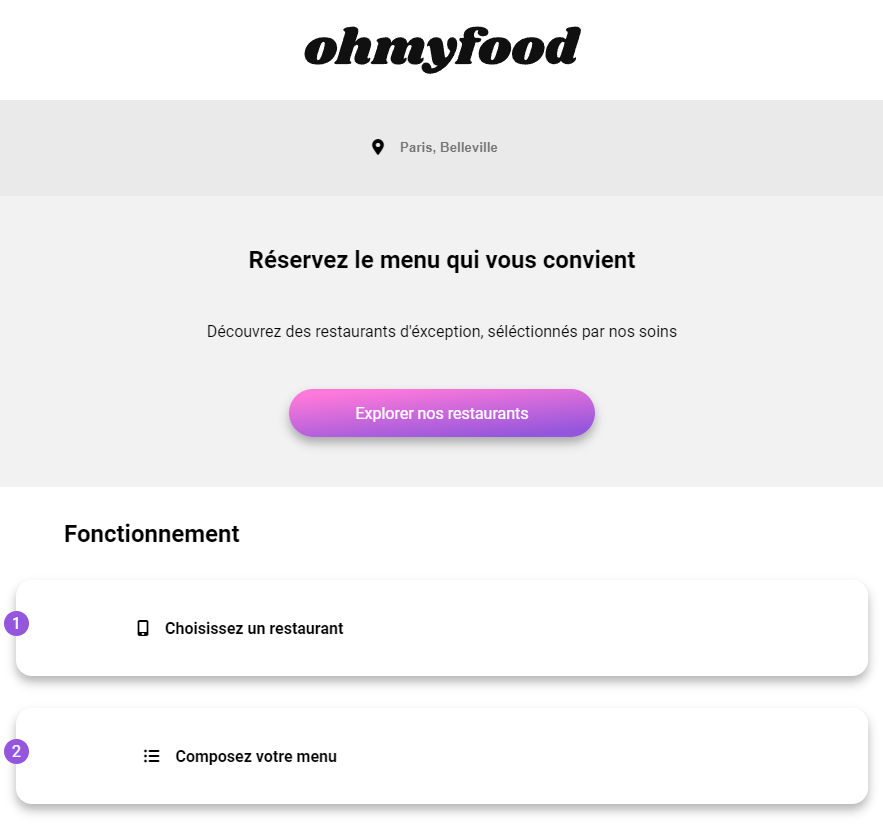 ohmyfood
Paris, Belleville
Réservez le menu qui vous convient
Découvrez des restaurants d'éxception, séléctionnés par nos soins
Explorer nos restaurants
Fonctionnement
1
Choisissez un restaurant
2
Composez votre menu